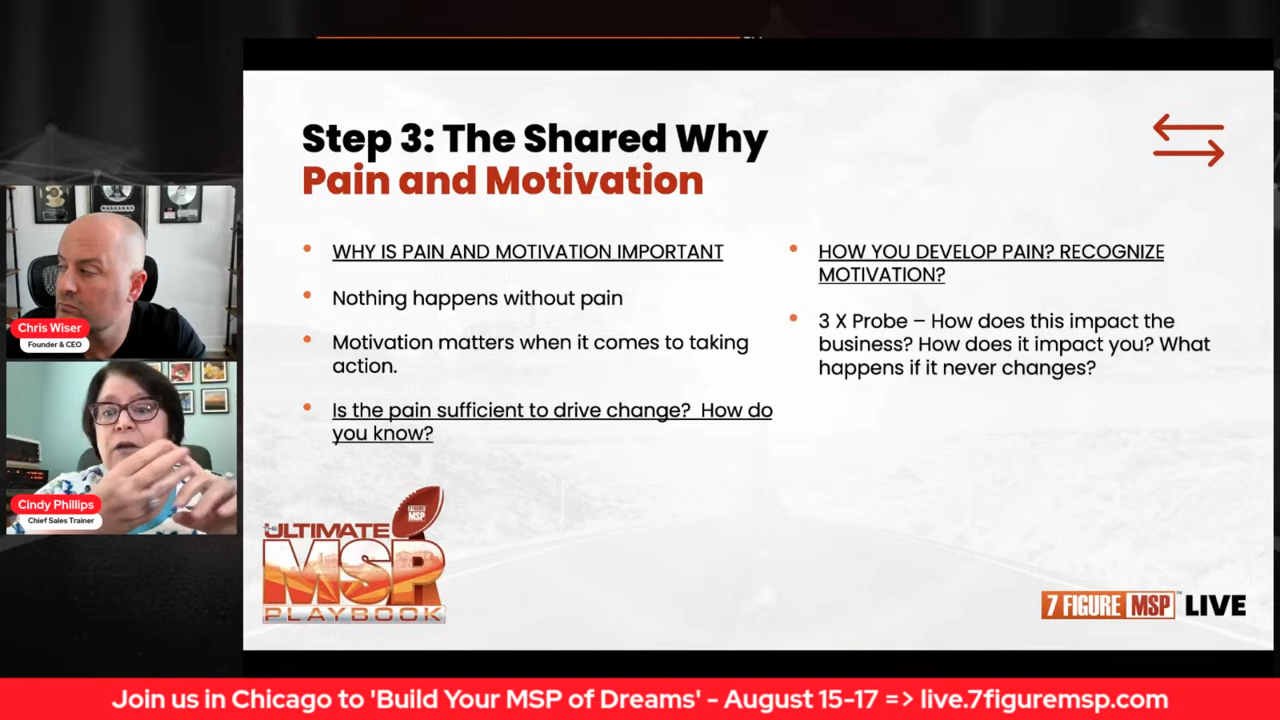 Step 3: The Shared Why
Pain and Motivation
WHY IS PAIN AND MOTIVATION IMPORTANT
Nothing happens without pain
Motivation matters when it comes to taking
action.
Is the pain sufficient to drive change? How do
you know?
HOW YOU DEVELOP PAIN? RECOGNIZE
MOTIVATION?
3 X Probe – How does this impact the
business? How does it impact you? What
happens if it never changes?
Chris Wiser
Founder & CEO
Cindy Phillips
Chief Sales Trainer
7 FIGURE
MSP
THE ULTIMATE
MSP
PLAYBOOK
7 FIGURE MSP™ LIVE
Join us in Chicago to 'Build Your MSP of Dreams' - August 15-17 => live.7figuremsp.com